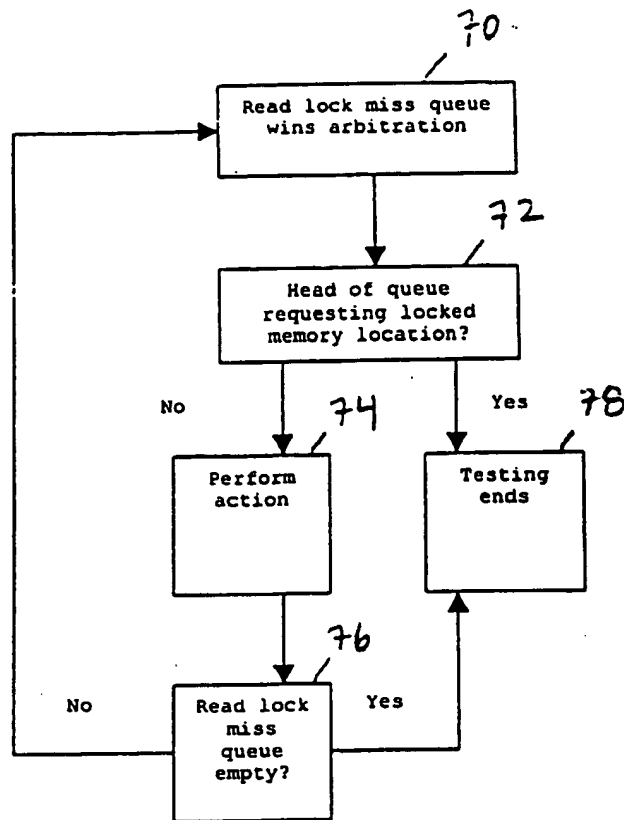 70
Read lock miss queue
wins arbitration
72
Head of queue
requesting locked
memory location?
No
Yes
74
78
Perform
action
Testing
ends
76
No
Read lock
miss
queue
empty?
Yes